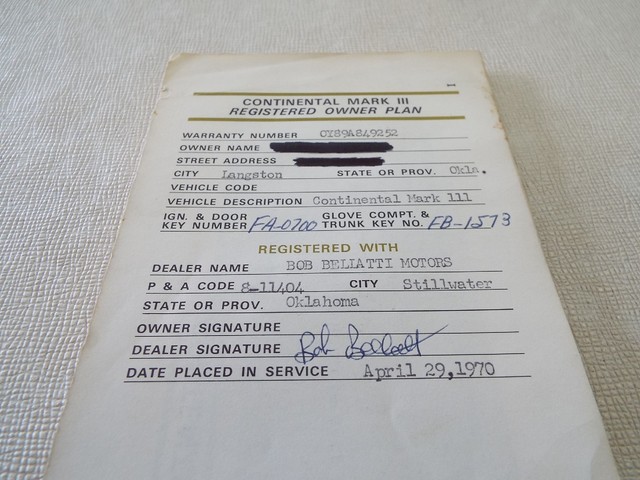 1
CONTINENTAL MARK III
REGISTERED OWNER PLAN
WARRANTY NUMBER 0Y89A849252
OWNER NAME
STREET ADDRESS
CITY Langston STATE OR PROV. Okla.
VEHICLE CODE
VEHICLE DESCRIPTION Continental Mark 111
IGN. & DOOR GLOVE COMPT. &
KEY NUMBER FA-0700 TRUNK KEY NO. FB-1573
REGISTERED WITH
DEALER NAME BOB BELIATTI MOTORS
P & A CODE 8-11404 CITY Stillwater
STATE OR PROV. Oklahoma
OWNER SIGNATURE
DEALER SIGNATURE Bob
DATE PLACED IN SERVICE April 29,1970